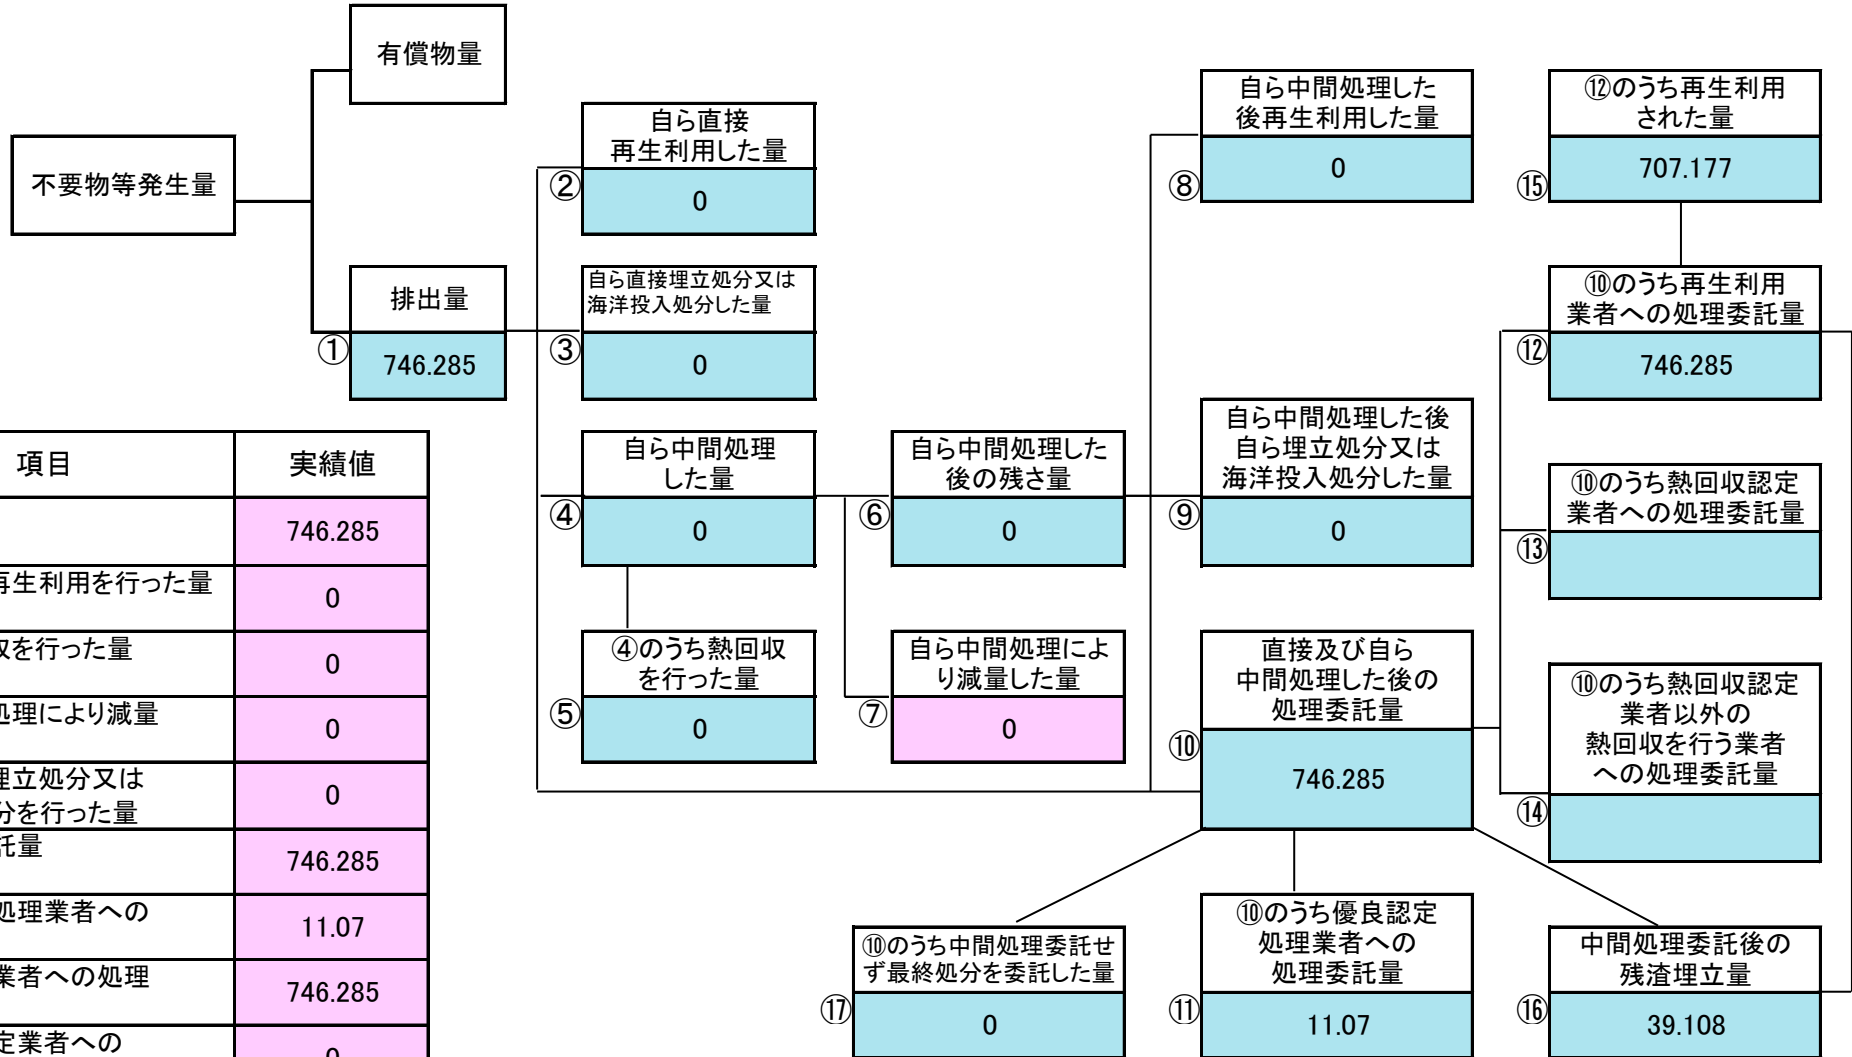 有償物量
不要物等発生量
排出量
①
746.285
自ら直接
再生利用した量
②
0
自ら直接埋立処分又は
海洋投入処分した量
③
0
自ら中間処理
した量
④
0
④のうち熱回収
を行った量
⑤
0
自ら中間処理した
後の残さ量
⑥
0
自ら中間処理によ
り減量した量
⑦
0
自ら中間処理した
後再生利用した量
⑧
0
自ら中間処理した後
自ら埋立処分又は
海洋投入処分した量
⑨
0
直接及び自ら
中間処理した後の
処理委託量
⑩
746.285
⑫のうち再生利用
された量
⑮
707.177
⑩のうち再生利用
業者への処理委託量
⑫
746.285
⑩のうち熱回収認定
業者への処理委託量
⑬
⑩のうち熱回収認定
業者以外の
熱回収を行う業者
への処理委託量
⑭
⑩のうち中間処理委託せ
ず最終処分を委託した量
⑰
0
⑩のうち優良認定
処理業者への
処理委託量
⑪
11.07
中間処理委託後の
残渣埋立量
⑯
39.108
項目 実績値
746.285
再生利用を行った量 0
を行った量 0
処理により減量 0
埋立処分又は
分を行った量 0
託量 746.285
処理業者への 11.07
業者への処理 746.285
定業者への 0